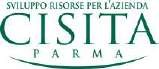 SVILUPPO RISORSE PER L'AZIENDA
CISITA
PARMA